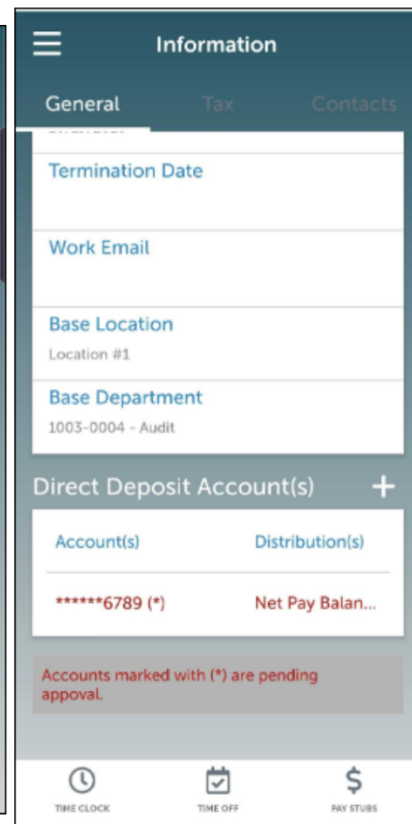 Information
General Tax Contacts
Termination Date
Work Email
Base Location
Location #1
Base Department
1003-0004 - Audit
Direct Deposit Account(s) +
Account(s) Distribution(s)
******6789 (*) Net Pay Balan...
Accounts marked with (*) are pending
appoval.
TIME CLOCK TIME OFF PAY STUBS